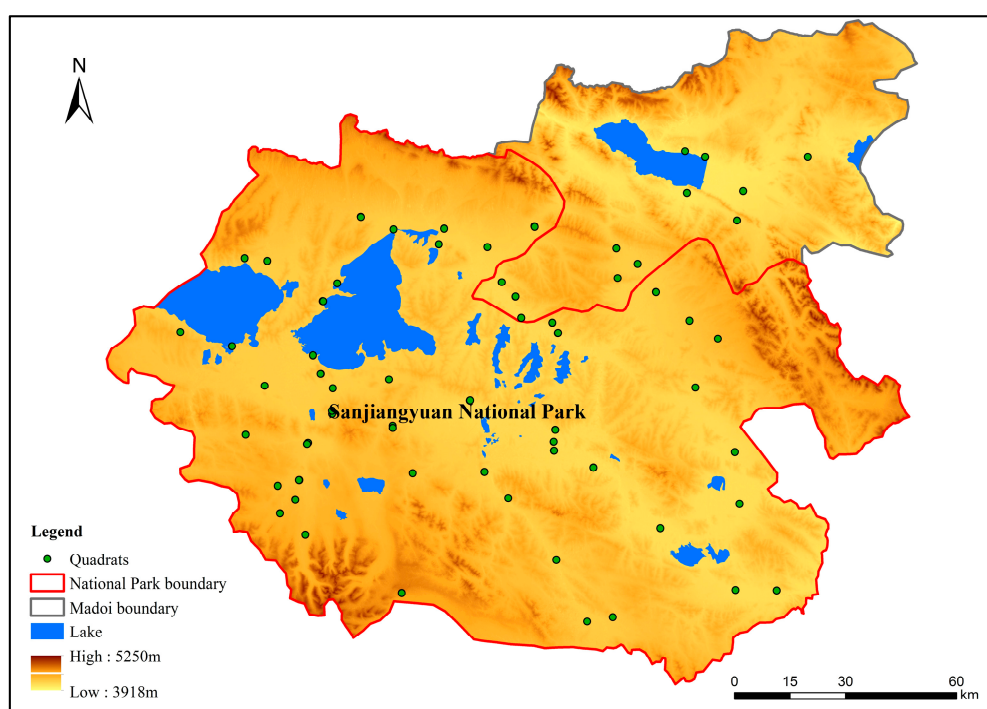 N
Sanjiangyuan National Park
Legend
Quadrats
National Park boundary
Madoi boundary
Lake
High : 5250m
Low : 3918m
0 15 30 60
km